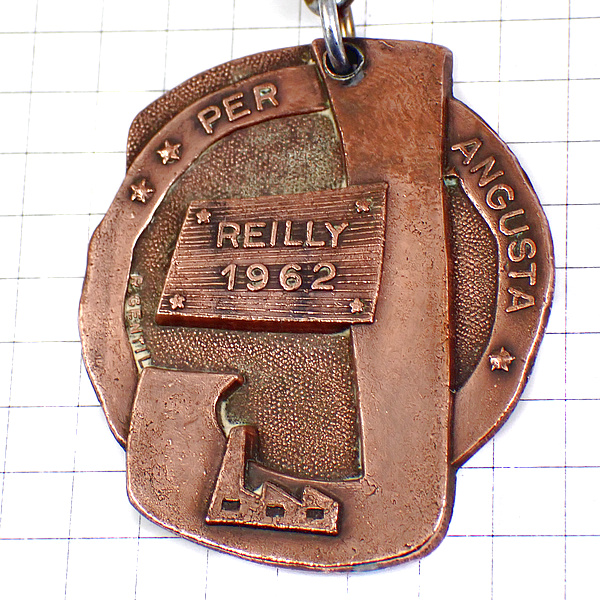 PER
ANGUSTA
REILLY
1962